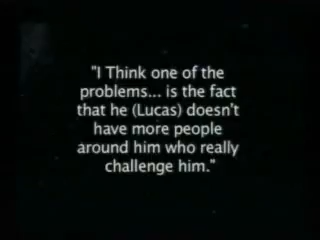 "I Think one of the
problems... is the fact
that he (Lucas) doesn't
have more people
around him who really
challenge him."